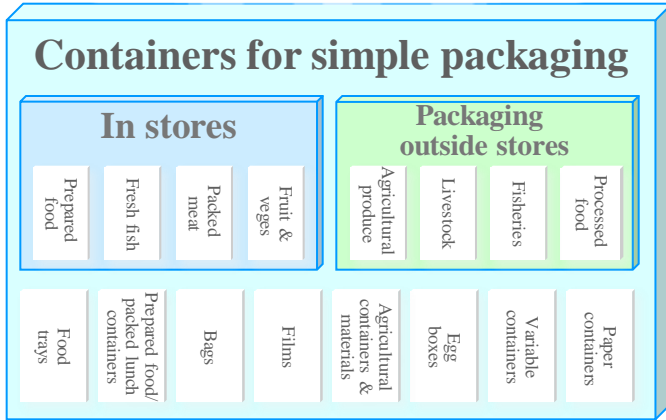 Containers for simple packaging
In stores
Packaging
outside stores
Prepared
food
Fresh fish
Packed
meat
Fruit &
veges
Agricultural
produce
Livestock
Fisheries
Processed
food
Food
trays
Prepared food/
packed lunch
containers
Bags
Films
Agricultural
containers &
materials
Egg
boxes
Variable
containers
Paper
containers